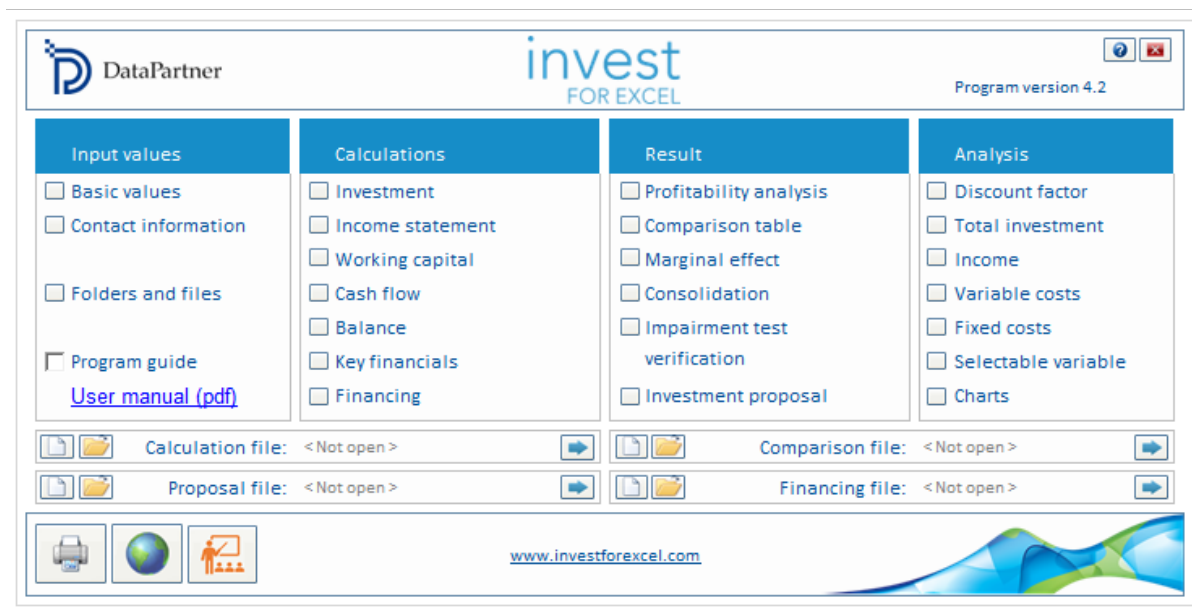 DataPartner
invest
FOR EXCEL
Program version 4.2
Input values
Basic values
Contact information
Folders and files
Program guide
User manual (pdf)
Calculations
Investment
Income statement
Working capital
Cash flow
Balance
Key financials
Financing
Result
Profitability analysis
Comparison table
Marginal effect
Consolidation
Impairment test
verification
Investment proposal
Analysis
Discount factor
Total investment
Income
Variable costs
Fixed costs
Selectable variable
Charts
Calculation file: <Not open>
Comparison file: <Not open>
Proposal file: <Not open>
Financing file: <Not open>
www.investforexcel.com